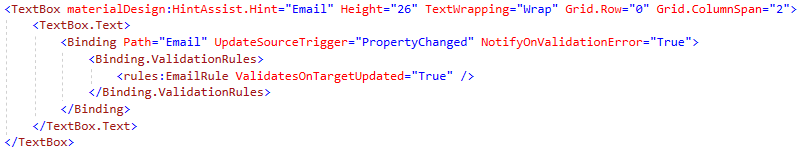 <TextBox materialDesign:HintAssist.Hint="Email" Height="26" TextWrapping="Wrap" Grid.Row="0" Grid.ColumnSpan="2">
    <TextBox.Text>
        <Binding Path="Email" UpdateSourceTrigger="PropertyChanged" NotifyOnValidationError="True">
            <Binding.ValidationRules>
                <rules:EmailRule ValidatesOnTargetUpdated="True" />
            </Binding.ValidationRules>
        </Binding>
    </TextBox.Text>
</TextBox>